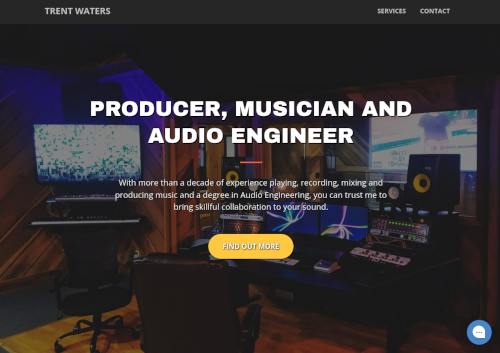 TRENT WATERS
SERVICES
CONTACT
PRODUCER, MUSICIAN AND
AUDIO ENGINEER
With more than a decade of experience playing, recording, mixing and
producing music and a degree in Audio Engineering, you can trust me to
bring skillful collaboration to your sound.
FIND OUT MORE